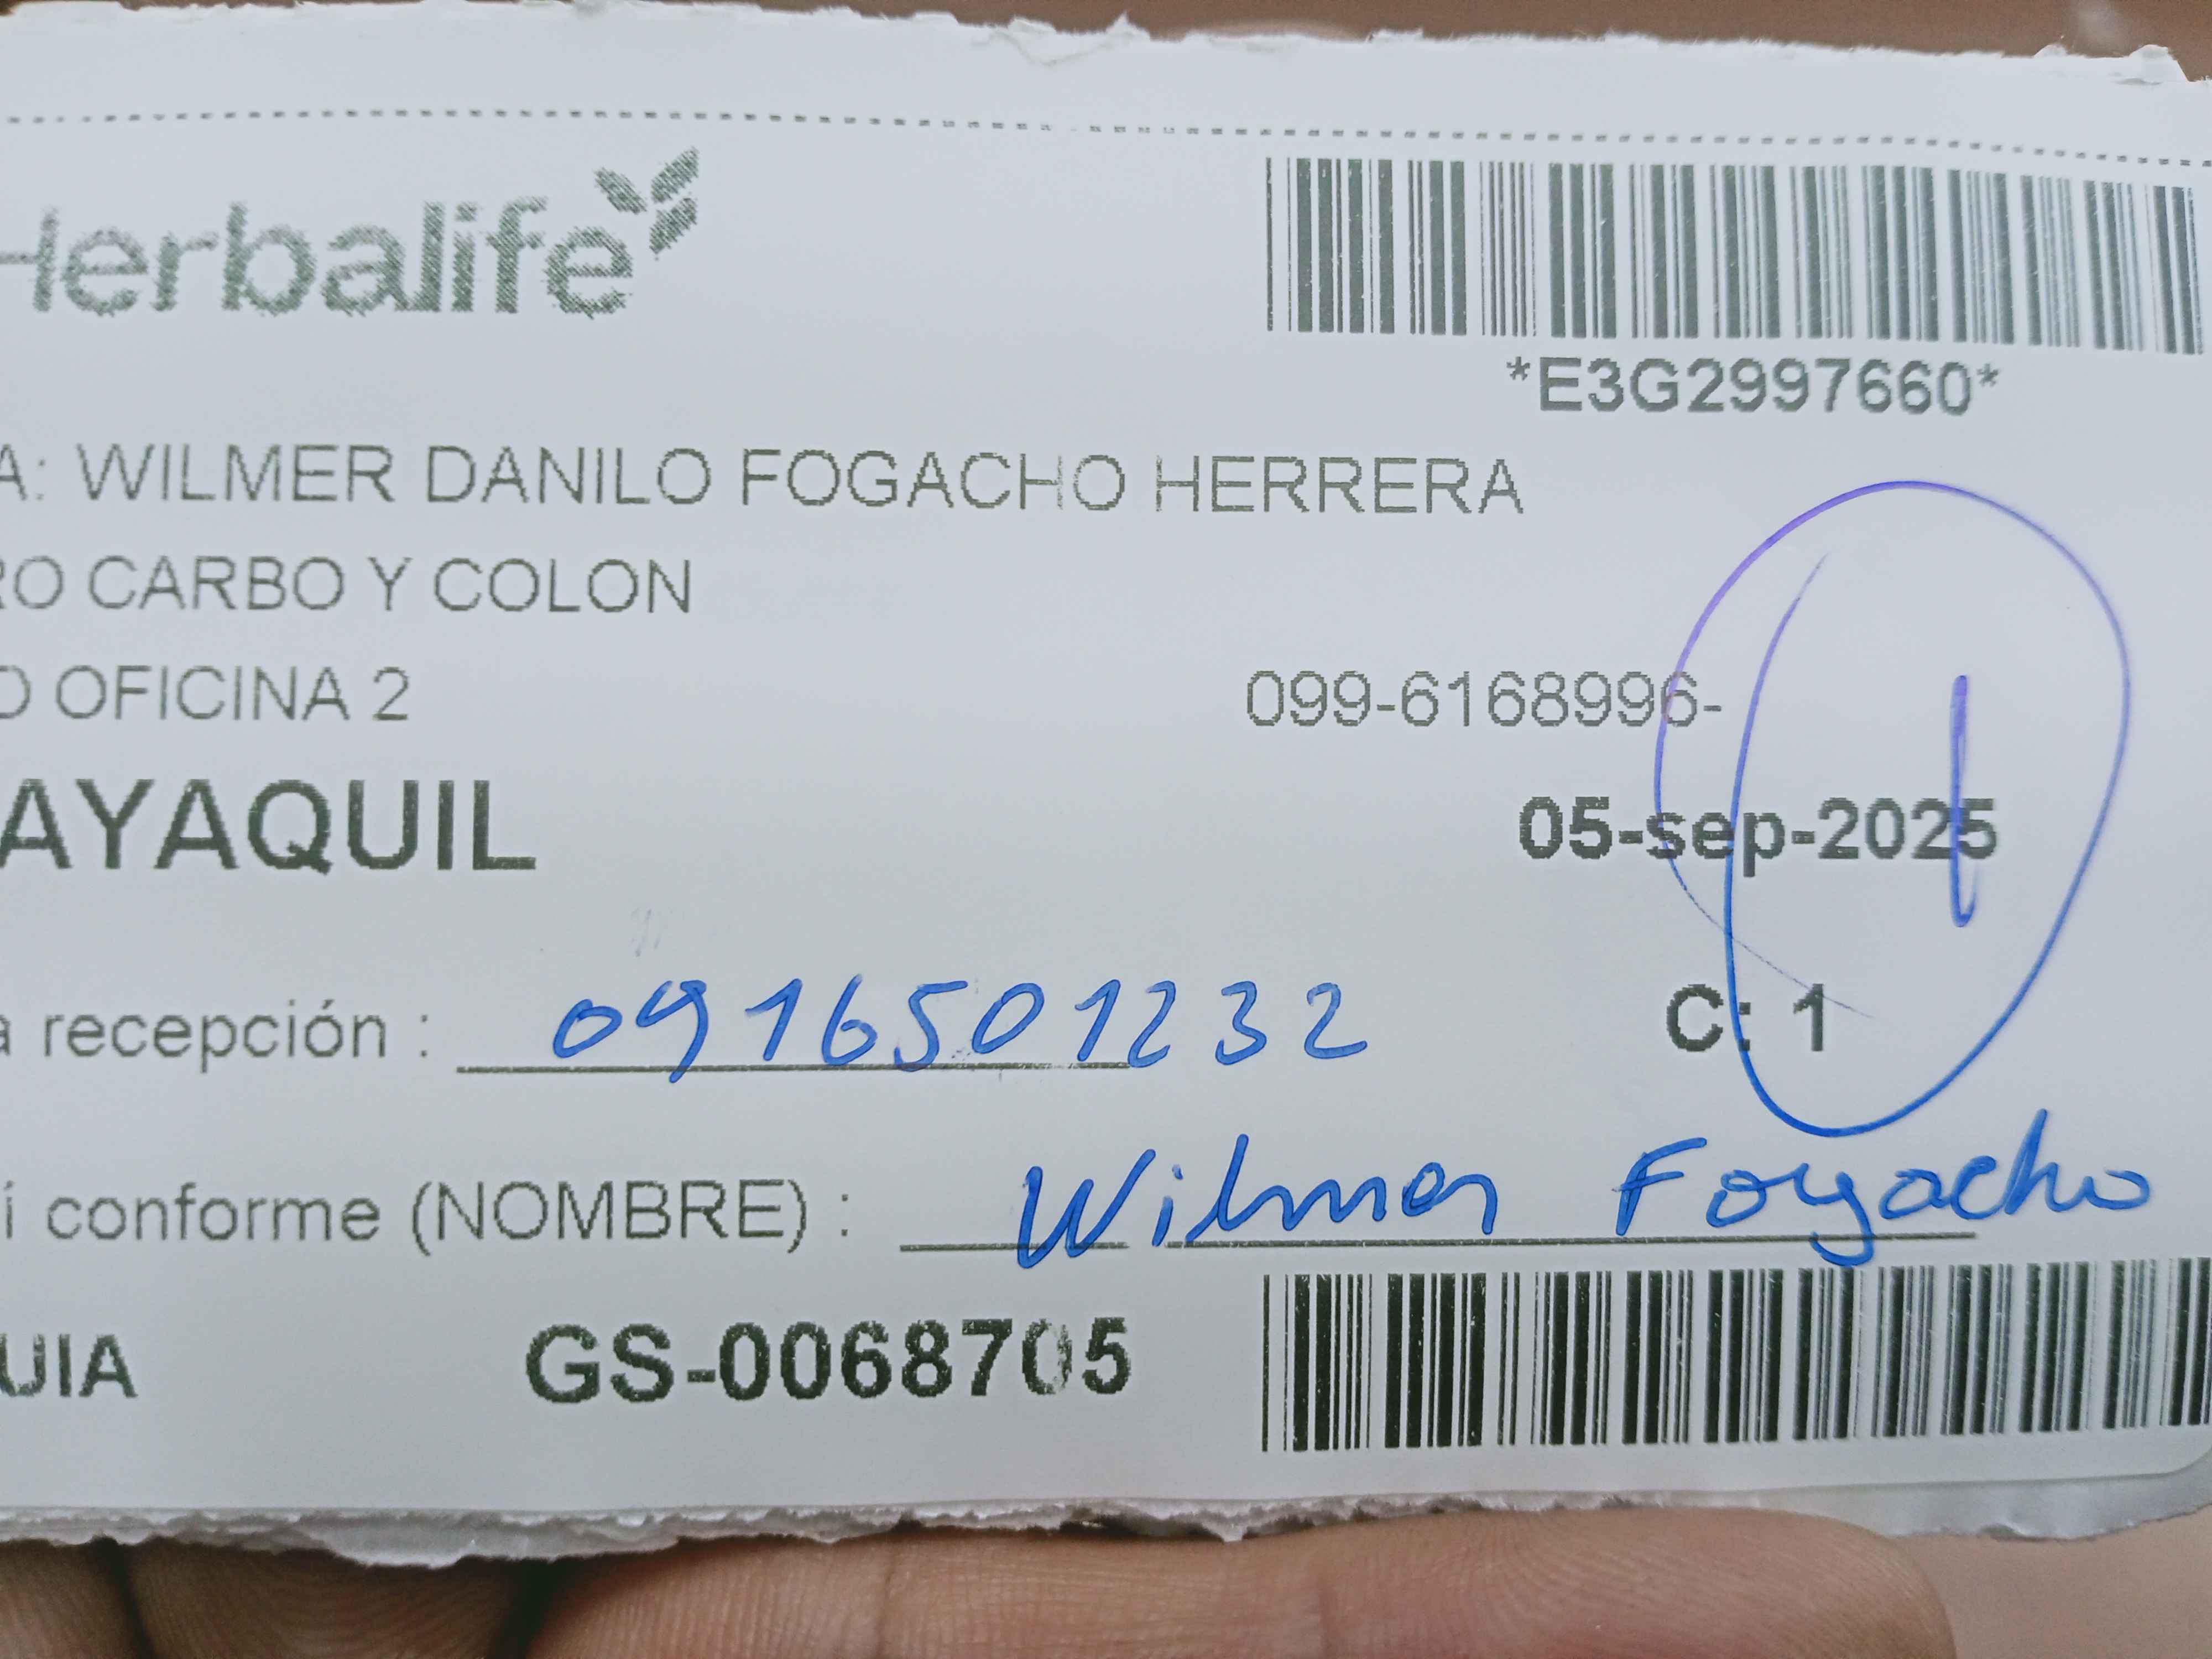 Herbalife
*E3G2997660*
A: WILMER DANILO FOGACHO HERRERA
RO CARBO Y COLON
O OFICINA 2 099-6168996-
AYAQUIL 05-sep-2025
1
a recepción : 0916501232 C: 1
í conforme (NOMBRE) : Wilmer Fogacho
UIA GS-0068705